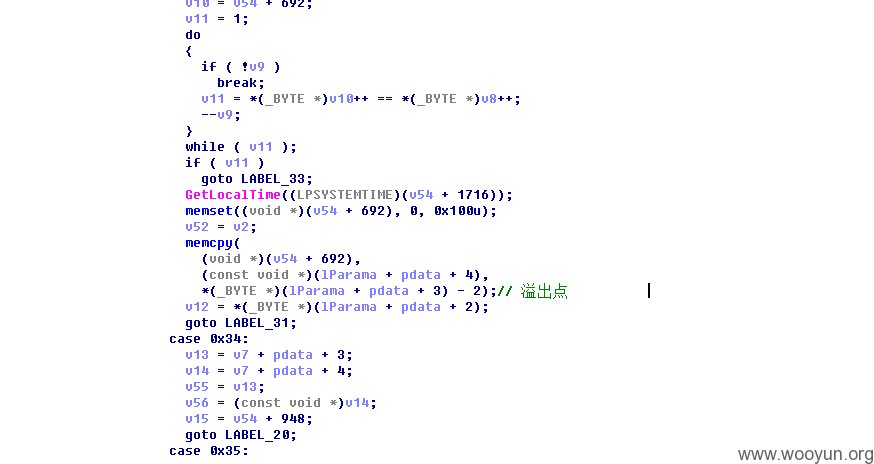 v10 = v54 + 692;
v11 = 1;
do
{
if ( !v9 )
break;
v11 = *(_BYTE *)v10++ == *(_BYTE *)v8++;
--v9;
}
while ( v11 );
if ( v11 )
goto LABEL_33;
GetLocalTime((LPSYSTEMTIME)(v54 + 1716));
memset((void *)(v54 + 692), 0, 0x100u);
v52 = v2;
memcpy(
(void *)(v54 + 692),
(const void *)(lParama + pdata + 4),
*(_BYTE *)(lParama + pdata + 3) - 2);// 溢出点
v12 = *(_BYTE *)(lParama + pdata + 2);
goto LABEL_31;
case 0x34:
v13 = v7 + pdata + 3;
v14 = v7 + pdata + 4;
v55 = v13;
v56 = (const void *)v14;
v15 = v54 + 948;
goto LABEL_20;
case 0x35:
www.wooyun.org